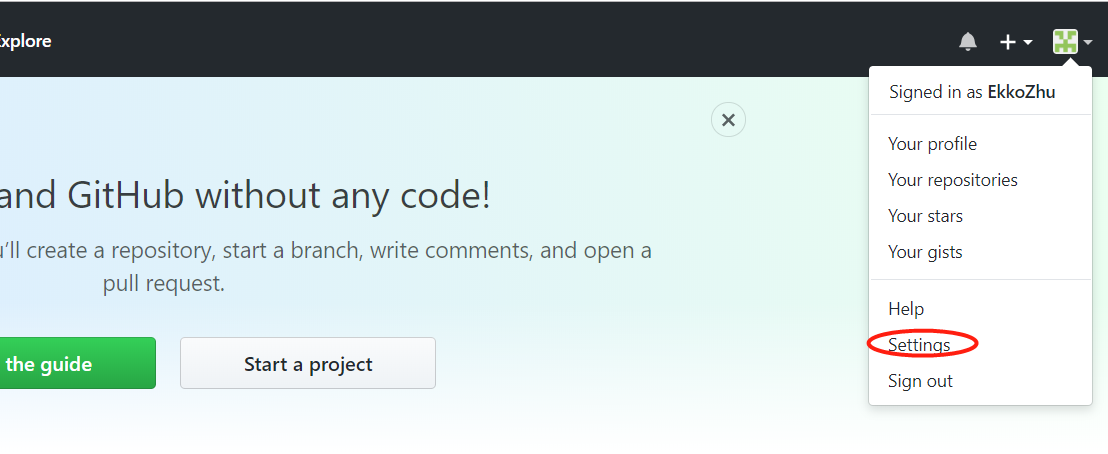 Explore
Signed in as EkkoZhu
Your profile
Your repositories
Your stars
Your gists
Help
Settings
Sign out
and GitHub without any code!
u'll create a repository, start a branch, write comments, and open a
pull request.
the guide
Start a project